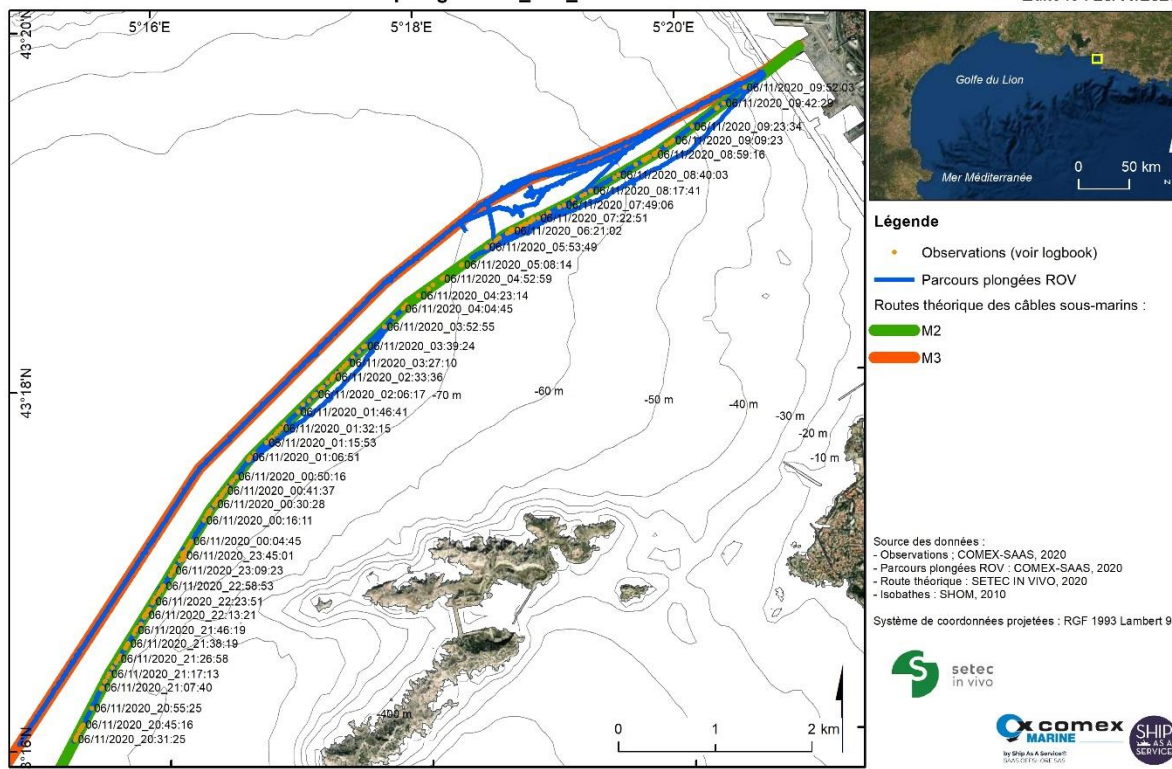 5°16'E
5°18'E
5°20'E
43°20'N
43°18'N
06/11/2020_09:52:03
06/11/2020_09:42:29
06/11/2020_09:23:34
06/11/2020_09:09:23
06/11/2020_08:59:16
06/11/2020_08:40:03
06/11/2020_08:17:41
06/11/2020_07:49:06
06/11/2020_07:22:51
06/11/2020_06:21:02
06/11/2020_05:53:49
06/11/2020_05:08:14
06/11/2020_04:52:59
06/11/2020_04:23:14
06/11/2020_04:04:45
06/11/2020_03:52:55
06/11/2020_03:39:24
06/11/2020_03:27:10
06/11/2020_02:33:36
06/11/2020_02:06:17
06/11/2020_01:46:41
06/11/2020_01:32:15
06/11/2020_01:15:53
06/11/2020_01:06:51
06/11/2020_00:50:16
06/11/2020_00:41:37
06/11/2020_00:30:28
06/11/2020_00:16:11
06/11/2020_00:04:45
06/11/2020_23:45:01
06/11/2020_23:09:23
06/11/2020_22:58:53
06/11/2020_22:23:51
06/11/2020_22:13:21
06/11/2020_21:46:19
06/11/2020_21:38:19
06/11/2020_21:26:58
06/11/2020_21:17:13
06/11/2020_21:07:40
06/11/2020_20:55:25
06/11/2020_20:45:16
06/11/2020_20:31:25
-70 m
-60 m
-50 m
-40 m
-30 m
-20 m
-10 m
0 1 2 km
Golfe du Lion
Mer Méditerranée
0 50 km
Légende
Observations (voir logbook)
Parcours plongées ROV
Routes théorique des câbles sous-marins :
M2
M3
Source des données :
- Observations : COMEX-SAAS, 2020
- Parcours plongées ROV : COMEX-SAAS, 2020
- Route théorique : SETEC IN VIVO, 2020
- Isobathes : SHOM, 2010
Système de coordonnées projetées : RGF 1993 Lambert 9
setec
in vivo
comex
MARINE
by Ship As A Service®
SHIP
AS A
SERVICE